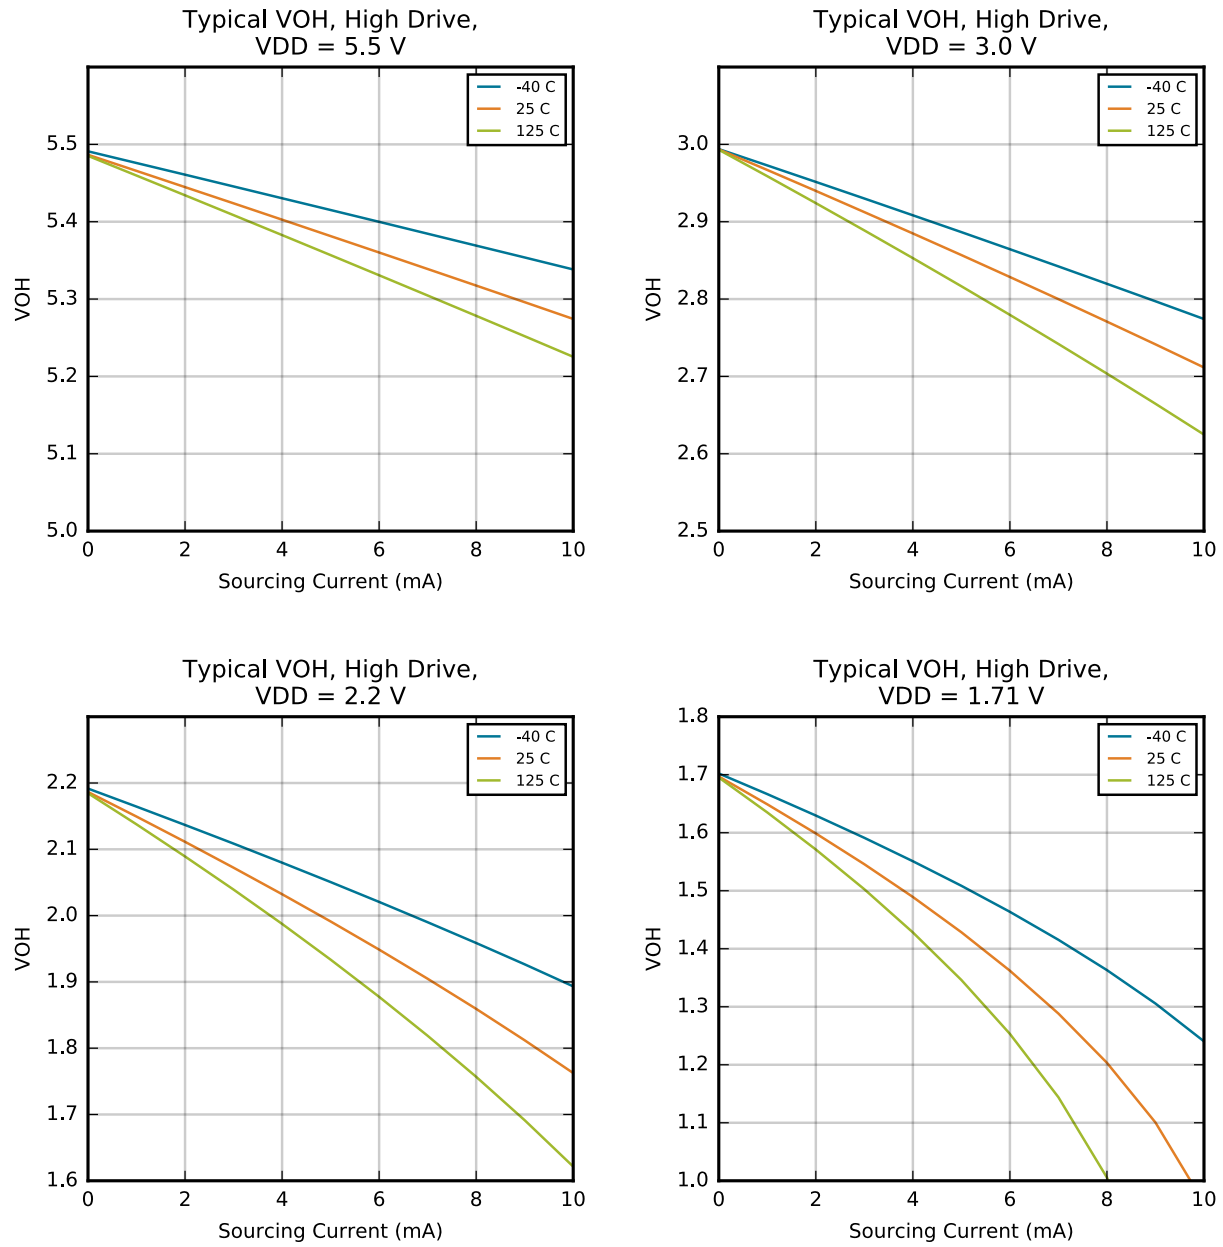 Typical VOH, High Drive,
VDD = 5.5 V
-40 C
25 C
125 C
5.5
5.4
5.3
5.2
5.1
5.0
VOH
0 2 4 6 8 10
Sourcing Current (mA)
Typical VOH, High Drive,
VDD = 3.0 V
-40 C
25 C
125 C
3.0
2.9
2.8
2.7
2.6
2.5
VOH
0 2 4 6 8 10
Sourcing Current (mA)
Typical VOH, High Drive,
VDD = 2.2 V
-40 C
25 C
125 C
2.2
2.1
2.0
1.9
1.8
1.7
1.6
VOH
0 2 4 6 8 10
Sourcing Current (mA)
Typical VOH, High Drive,
VDD = 1.71 V
-40 C
25 C
125 C
1.8
1.7
1.6
1.5
1.4
1.3
1.2
1.1
1.0
VOH
0 2 4 6 8 10
Sourcing Current (mA)